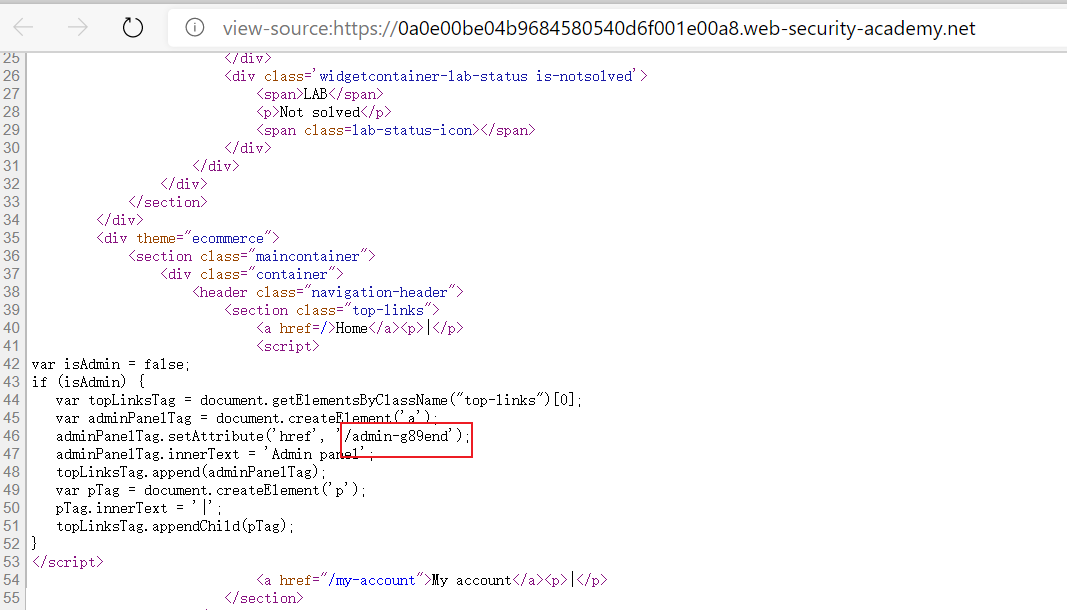 view-source:https://0a0e00be04b9684580540d6f001e00a8.web-security-academy.net
25 </div>
26 <div class='widgetcontainer-lab-status is-notsolved'>
27 <span>LAB</span>
28 <p>Not solved</p>
29 <span class=lab-status-icon></span>
30 </div>
31 </div>
32 </div>
33 </section>
34 </div>
35 <div theme="ecommerce">
36 <section class="maincontainer">
37 <div class="container">
38 <header class="navigation-header">
39 <section class="top-links">
40 <a href=/>Home</a><p>|</p>
41 <script>
42 var isAdmin = false;
43 if (isAdmin) {
44 var topLinksTag = document.getElementsByClassName("top-links")[0];
45 var adminPanelTag = document.createElement('a');
46 adminPanelTag.setAttribute('href', '/admin-g89end');
47 adminPanelTag.innerText = 'Admin panel';
48 topLinksTag.append(adminPanelTag);
49 var pTag = document.createElement('p');
50 pTag.innerText = '|';
51 topLinksTag.appendChild(pTag);
52 }
53 </script>
54 <a href="/my-account">My account</a><p>|</p>
55 </section>